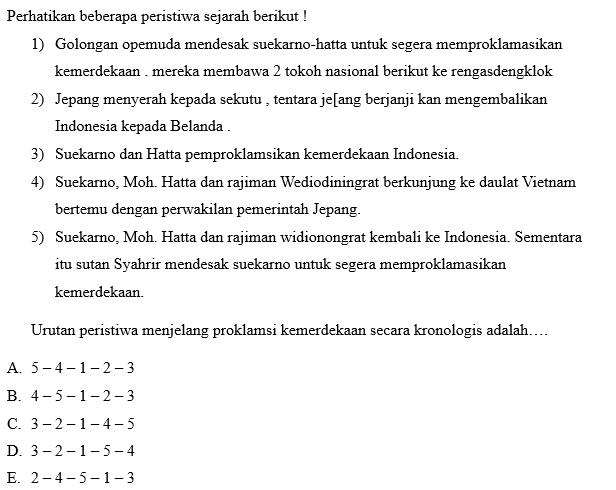 Perhatikan beberapa peristiwa sejarah berikut !
1) Golongan opemuda mendesak suekarno-hatta untuk segera memproklamasikan
kemerdekaan . mereka membawa 2 tokoh nasional berikut ke rengasdengklok
2) Jepang menyerah kepada sekutu , tentara je[ang berjanji kan mengembalikan
Indonesia kepada Belanda .
3) Suekarno dan Hatta pemproklamsikan kemerdekaan Indonesia.
4) Suekarno, Moh. Hatta dan rajiman Wediodiningrat berkunjung ke daulat Vietnam
bertemu dengan perwakilan pemerintah Jepang.
5) Suekarno, Moh. Hatta dan rajiman widionongrat kembali ke Indonesia. Sementara
itu sutan Syahrir mendesak suekarno untuk segera memproklamasikan
kemerdekaan.
Urutan peristiwa menjelang proklamsi kemerdekaan secara kronologis adalah….
A. 5 – 4 – 1 – 2 – 3
B. 4 – 5 – 1 – 2 – 3
C. 3 – 2 – 1 – 4 – 5
D. 3 – 2 – 1 – 5 – 4
E. 2 – 4 – 5 – 1 – 3